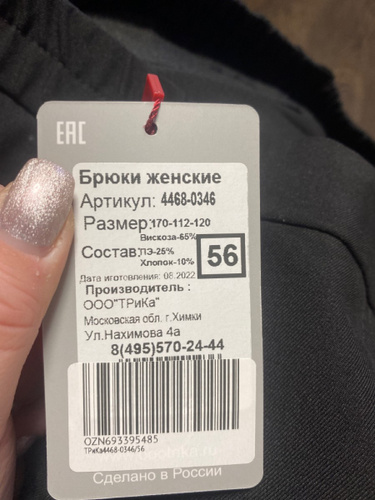 EAC
Брюки женские
Артикул: 4468-0346
Размер:170-112-120
Вискоза-65%
Состав:ПЭ-25%
Хлопок-10%
56
Дата изготовления: 08.2022
Производитель :
ООО"ТРиКа"
Московская обл. г.Химки
Ул.Нахимова 4а
8(495)570-24-44
OZN693395485
ТРиКа4468-0346/56
Сделано в России